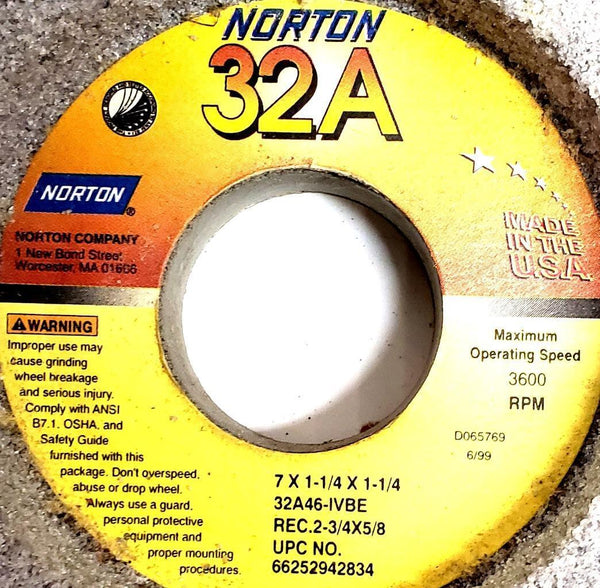 NORTON
32A
NORTON
®
NORTON COMPANY
1 New Bond Street
Worcester, MA 01606
MADE
IN THE
U.S.A.
WARNING
Improper use may
cause grinding
wheel breakage
and serious injury.
Comply with ANSI
B7.1. OSHA. and
Safety Guide
furnished with this
package. Don't overspeed,
abuse or drop wheel.
Always use a guard.
personal protective
equipment and
proper mounting
procedures.
Maximum
Operating Speed
3600
RPM
D065769
6/99
7 X 1-1/4 X 1-1/4
32A46-IVBE
REC.2-3/4X5/8
UPC NO.
66252942834